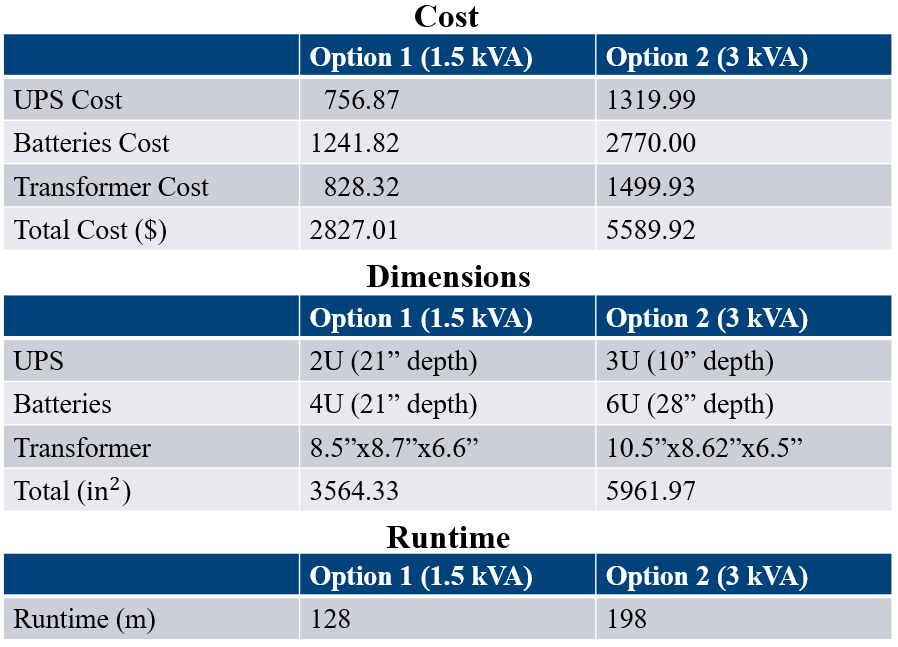 Cost
Option 1 (1.5 kVA) Option 2 (3 kVA)
UPS Cost 756.87 1319.99
Batteries Cost 1241.82 2770.00
Transformer Cost 828.32 1499.93
Total Cost ($) 2827.01 5589.92
Dimensions
Option 1 (1.5 kVA) Option 2 (3 kVA)
UPS 2U (21” depth) 3U (10” depth)
Batteries 4U (21” depth) 6U (28” depth)
Transformer 8.5”x8.7”x6.6” 10.5”x8.62”x6.5”
Total (in²) 3564.33 5961.97
Runtime
Option 1 (1.5 kVA) Option 2 (3 kVA)
Runtime (m) 128 198